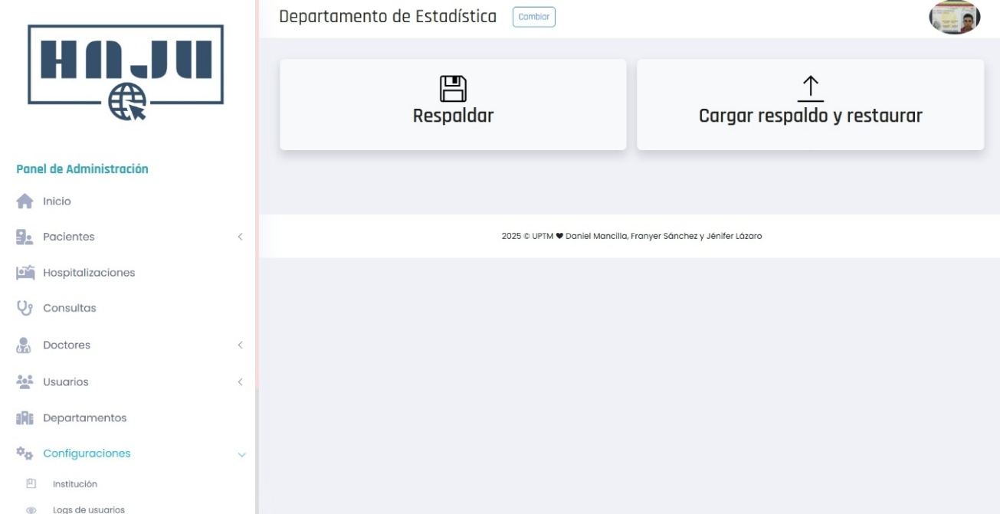 HNJU
Panel de Administración
Inicio
Pacientes
Hospitalizaciones
Consultas
Doctores
Usuarios
Departamentos
Configuraciones
Institución
Logs de usuarios
Departamento de Estadística Cambiar
Respaldar
Cargar respaldo y restaurar
2025 © UPTM ♥ Daniel Mancilla, Franyer Sánchez y Jénifer Lázaro